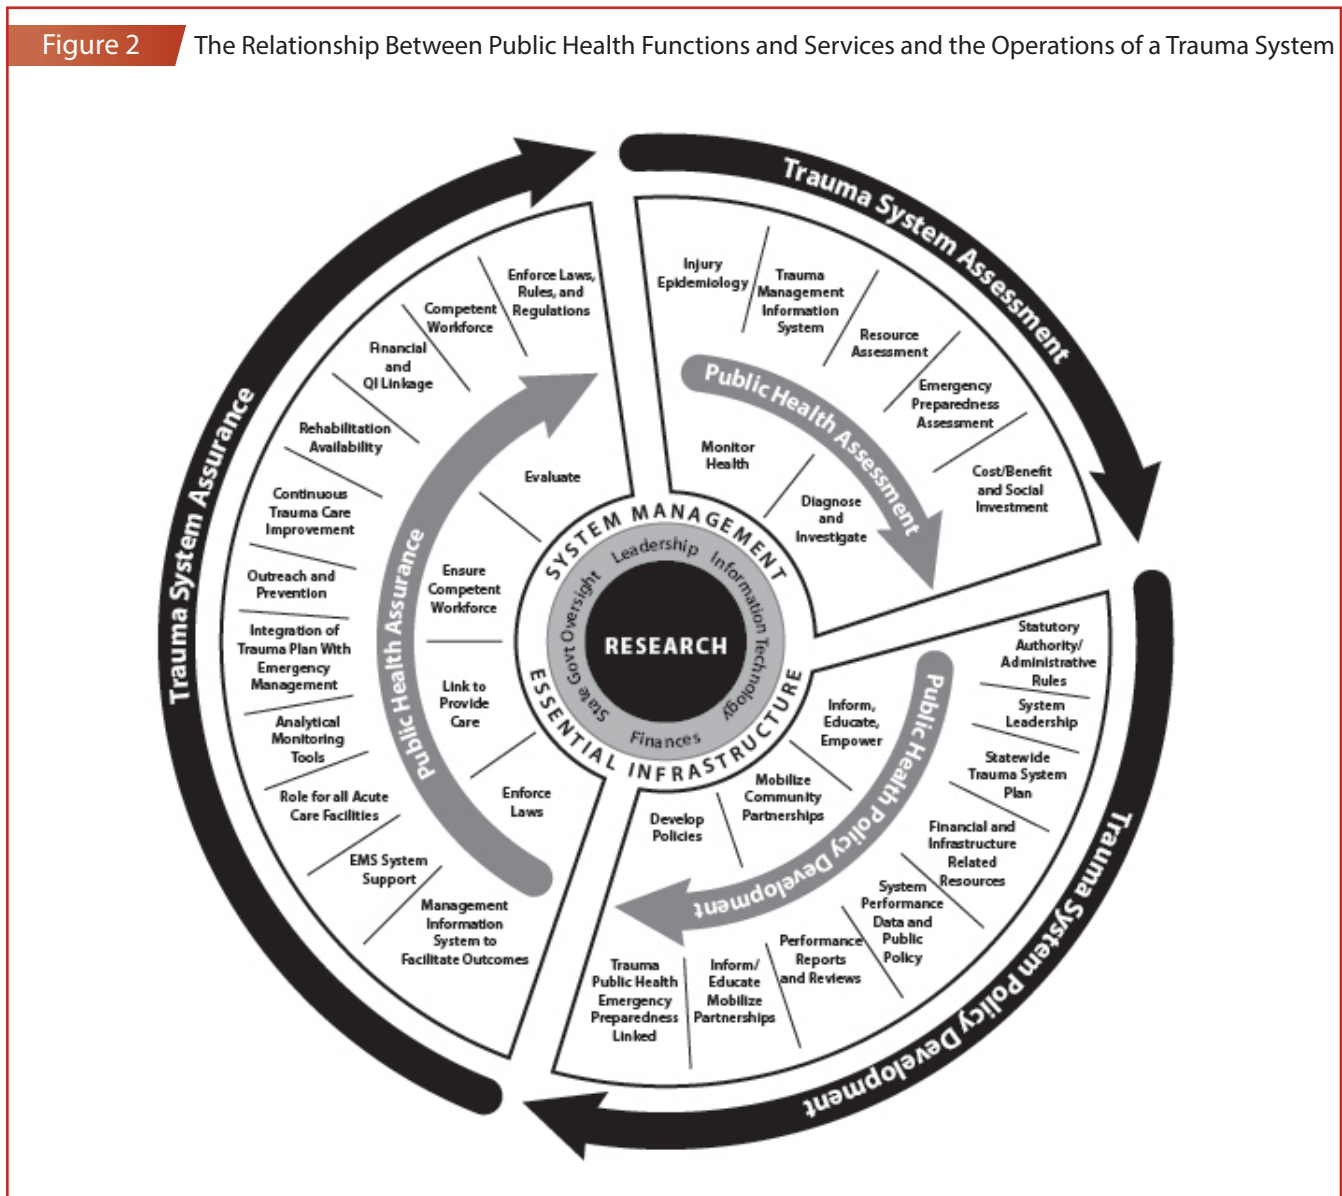 Figure 2
The Relationship Between Public Health Functions and Services and the Operations of a Trauma System
Trauma System Assessment
Injury
Epidemiology
Trauma
Management
Information
System
Resource
Assessment
Emergency
Preparedness
Assessment
Cost/Benefit
and Social
Investment
Public Health Assessment
Monitor
Health
Diagnose
and
Investigate
Trauma System Policy Development
Statutory
Authority/
Administrative
Rules
System
Leadership
Statewide
Trauma System
Plan
Financial and
Infrastructure
Related
Resources
System
Performance
Data and
Public
Policy
Performance
Reports
and Reviews
Inform/
Educate
Mobilize
Partnerships
Trauma
Public Health
Emergency
Preparedness
Linked
Public Health Policy Development
Inform,
Educate,
Empower
Mobilize
Community
Partnerships
Develop
Policies
Trauma System Assurance
Management
Information
System to
Facilitate Outcomes
EMS System
Support
Role for all Acute
Care Facilities
Analytical
Monitoring
Tools
Integration of
Trauma Plan With
Emergency
Management
Outreach and
Prevention
Continuous
Trauma Care
Improvement
Rehabilitation
Availability
Financial
and
QI Linkage
Competent
Workforce
Enforce Laws,
Rules, and
Regulations
Public Health Assurance
Enforce
Laws
Link to
Provide
Care
Ensure
Competent
Workforce
Evaluate
SYSTEM MANAGEMENT
ESSENTIAL INFRASTRUCTURE
Leadership
Information Technology
Finances
State Govt Oversight
RESEARCH